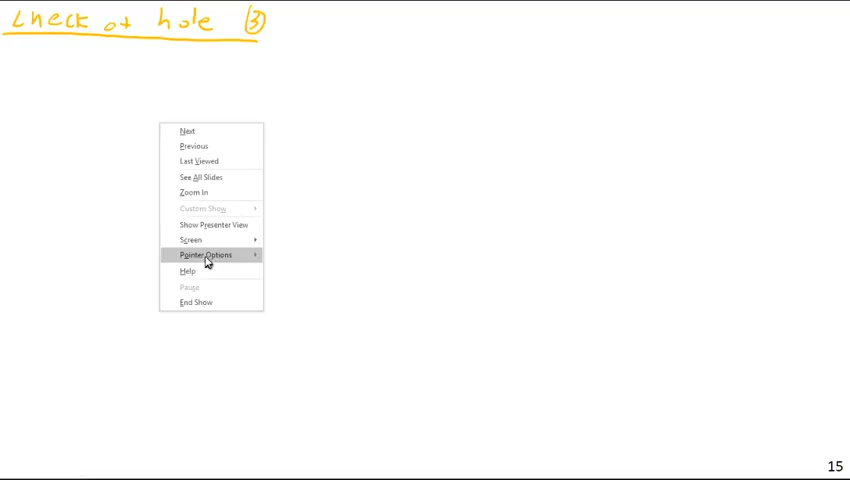 check at hole (3)
Next
Previous
Last Viewed
See All Slides
Zoom In
Custom Show
Show Presenter View
Screen
Pointer Options
Help
Pause
End Show
15